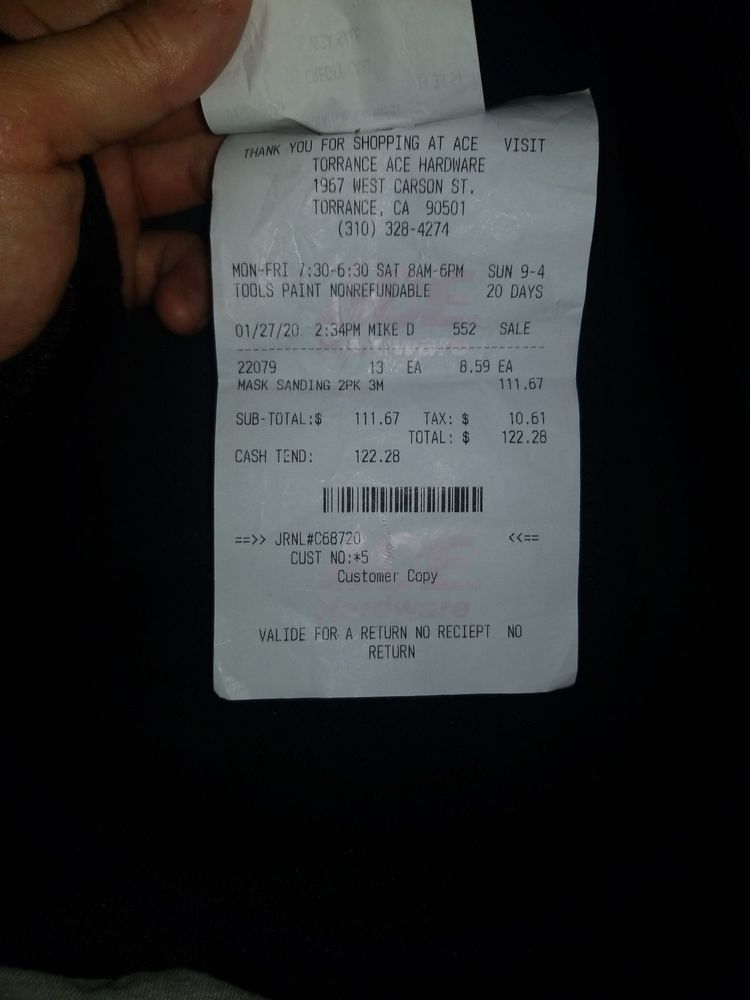 THANK YOU FOR SHOPPING AT ACE VISIT
TORRANCE ACE HARDWARE
1967 WEST CARSON ST.
TORRANCE, CA 90501
(310) 328-4274
MON-FRI 7:30-6:30 SAT 8AM-6PM SUN 9-4
TOOLS PAINT NONREFUNDABLE 20 DAYS
01/27/20 2:34PM MIKE D 552 SALE
------------------------------------------
22079 13 EA 8.59 EA
MASK SANDING 2PK 3M 111.67
SUB-TOTAL:$ 111.67 TAX: $ 10.61
TOTAL: $ 122.28
CASH TEND: 122.28
==>> JRNL#C68720 <<==
CUST NO:*5
Customer Copy
VALIDE FOR A RETURN NO RECIEPT NO
RETURN